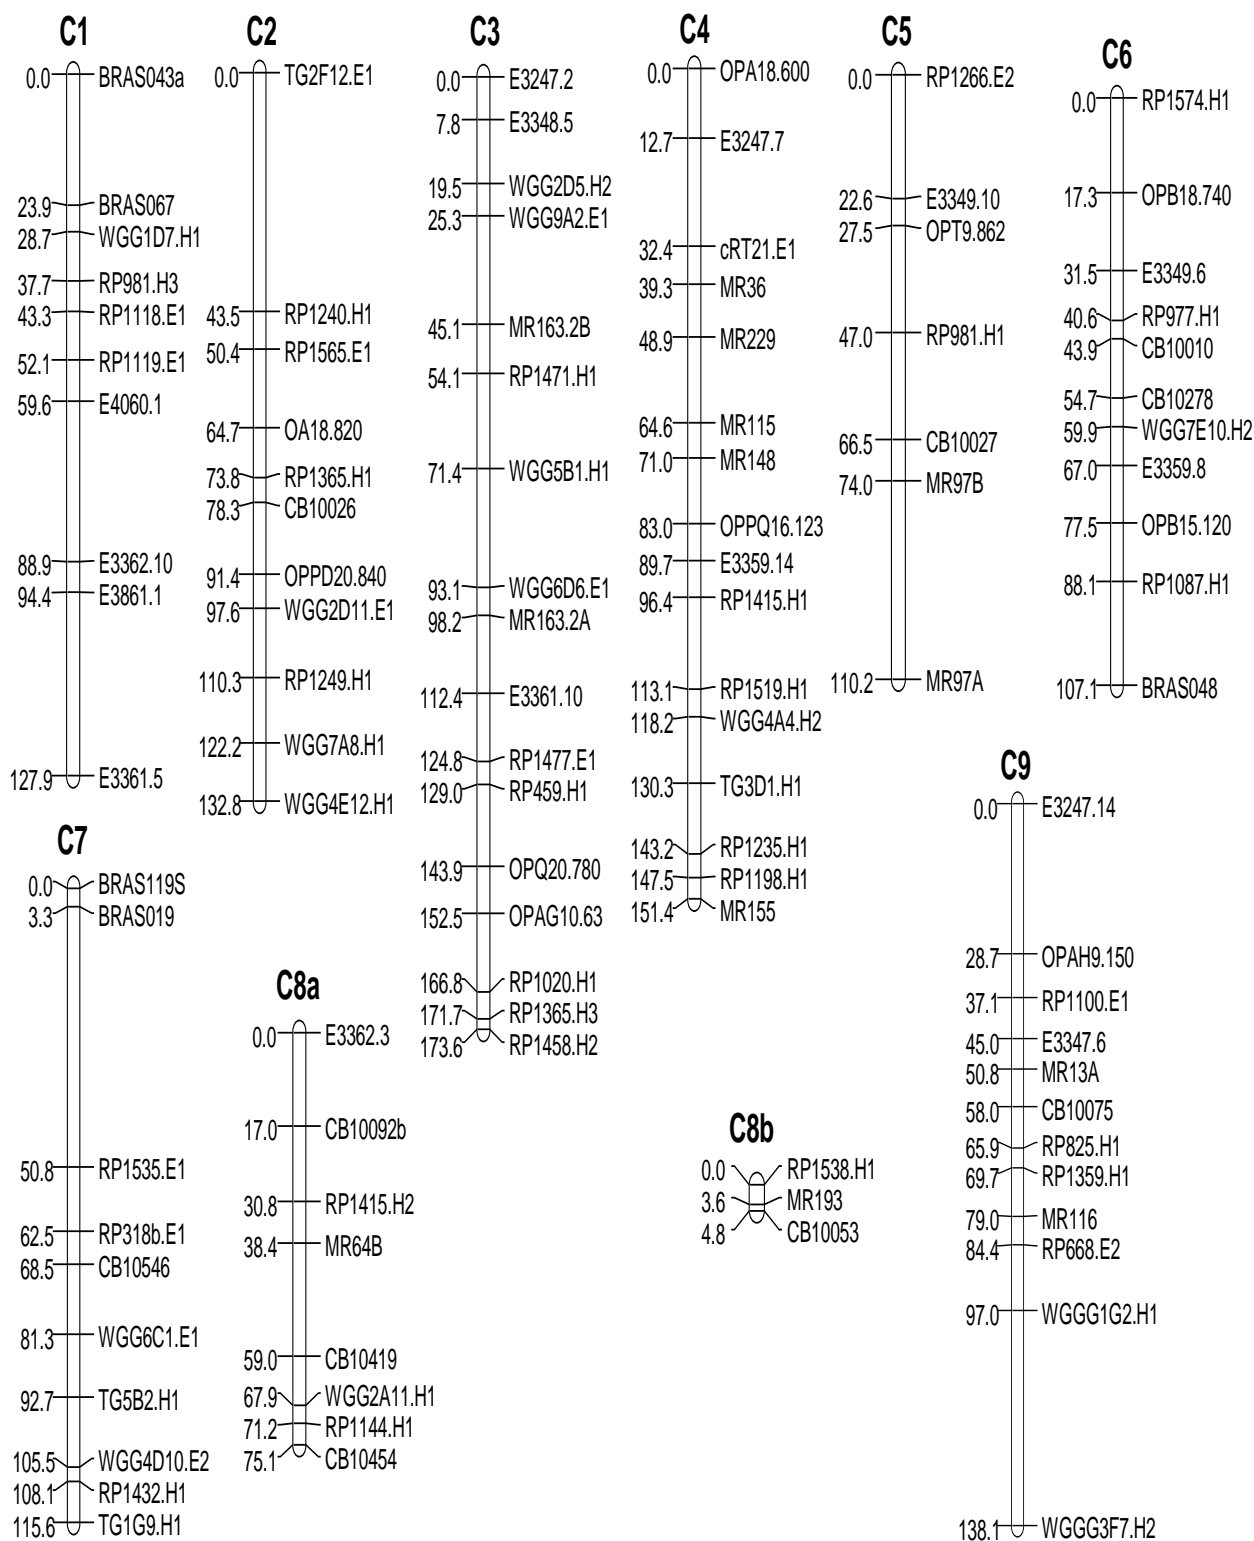 C1
0.0 BRAS043a
23.9 BRAS067
28.7 WGG1D7.H1
37.7 RP981.H3
43.3 RP1118.E1
52.1 RP1119.E1
59.6 E4060.1
88.9 E3362.10
94.4 E3861.1
127.9 E3361.5
C2
0.0 TG2F12.E1
43.5 RP1240.H1
50.4 RP1565.E1
64.7 OA18.820
73.8 RP1365.H1
78.3 CB10026
91.4 OPPD20.840
97.6 WGG2D11.E1
110.3 RP1249.H1
122.2 WGG7A8.H1
132.8 WGG4E12.H1
C3
0.0 E3247.2
7.8 E3348.5
19.5 WGG2D5.H2
25.3 WGG9A2.E1
45.1 MR163.2B
54.1 RP1471.H1
71.4 WGG5B1.H1
93.1 WGG6D6.E1
98.2 MR163.2A
112.4 E3361.10
124.8 RP1477.E1
129.0 RP459.H1
143.9 OPQ20.780
152.5 OPAG10.63
166.8 RP1020.H1
171.7 RP1365.H3
173.6 RP1458.H2
C4
0.0 OPA18.600
12.7 E3247.7
32.4 cRT21.E1
39.3 MR36
48.9 MR229
64.6 MR115
71.0 MR148
83.0 OPPQ16.123
89.7 E3359.14
96.4 RP1415.H1
113.1 RP1519.H1
118.2 WGG4A4.H2
130.3 TG3D1.H1
143.2 RP1235.H1
147.5 RP1198.H1
151.4 MR155
C5
0.0 RP1266.E2
22.6 E3349.10
27.5 OPT9.862
47.0 RP981.H1
66.5 CB10027
74.0 MR97B
110.2 MR97A
C6
0.0 RP1574.H1
17.3 OPB18.740
31.5 E3349.6
40.6 RP977.H1
43.9 CB10010
54.7 CB10278
59.9 WGG7E10.H2
67.0 E3359.8
77.5 OPB15.120
88.1 RP1087.H1
107.1 BRAS048
C7
0.0 BRAS119S
3.3 BRAS019
50.8 RP1535.E1
62.5 RP318b.E1
68.5 CB10546
81.3 WGG6C1.E1
92.7 TG5B2.H1
105.5 WGG4D10.E2
108.1 RP1432.H1
115.6 TG1G9.H1
C8a
0.0 E3362.3
17.0 CB10092b
30.8 RP1415.H2
38.4 MR64B
59.0 CB10419
67.9 WGG2A11.H1
71.2 RP1144.H1
75.1 CB10454
C8b
0.0 RP1538.H1
3.6 MR193
4.8 CB10053
C9
0.0 E3247.14
28.7 OPAH9.150
37.1 RP1100.E1
45.0 E3347.6
50.8 MR13A
58.0 CB10075
65.9 RP825.H1
69.7 RP1359.H1
79.0 MR116
84.4 RP668.E2
97.0 WGGG1G2.H1
138.1 WGGG3F7.H2